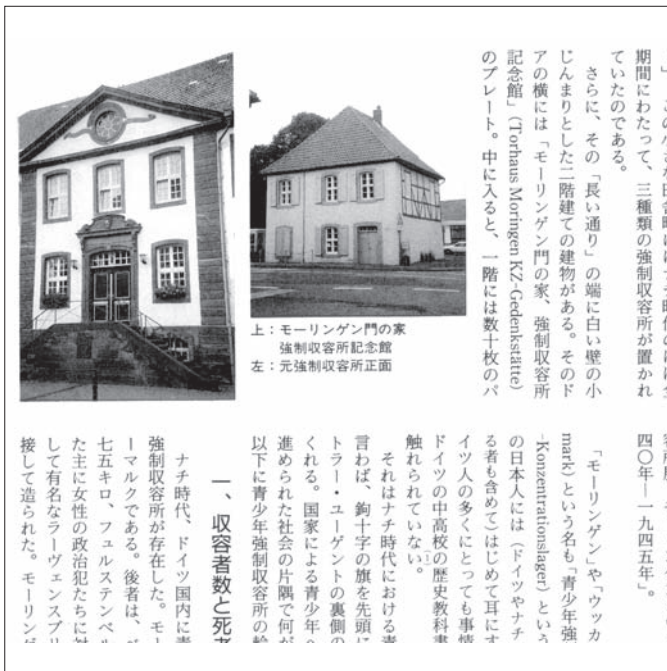 期間にわたって、三種類の強制収容所が置かれ
ていたのである。
さらに、その「長い通り」の端に白い壁の小
じんまりとした二階建ての建物がある。そのド
アの横には「モーリンゲン門の家、強制収容所
記念館」(Torhaus Moringen KZ-Gedenkstätte)
のプレート。中に入ると、一階には数十枚のパ
上：モーリンゲン門の家
強制収容所記念館
左：元強制収容所正面
四〇年―一九四五年」。
「モーリンゲン」や「ウッカ
mark)という名も「青少年強
-Konzentrationslager)という
の日本人には(ドイツやナチ
る者も含めて)はじめて耳にす
イツ人の多くにとっても事情
ドイツの中高校の歴史教科書
触れられていない。(1)
それはナチ時代における青
言わば、鉤十字の旗を先頭に
トラー・ユーゲントの裏側の
くれる。国家による青少年へ
進められた社会の片隅で何が
以下に青少年強制収容所の輪
一、収容者数と死者
ナチ時代、ドイツ国内に青
強制収容所が存在した。モー
ーマルクである。後者は、ベ
七五キロ、フュルステンベル
た主に女性の政治犯たちに対
して有名なラーヴェンスブリ
接して造られた。モーリンゲ